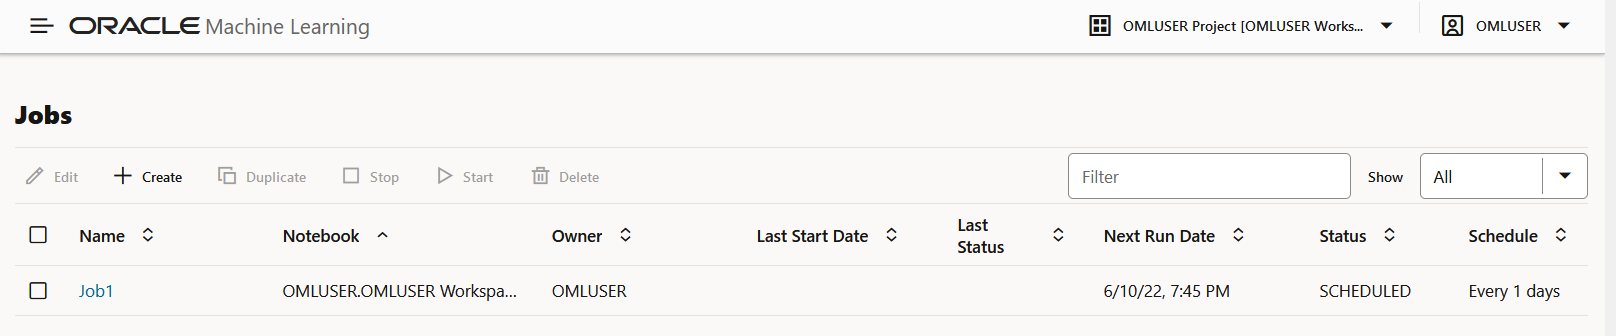 ORACLE Machine Learning
OMLUSER Project [OMLUSER Works...
OMLUSER
Jobs
Edit
Create
Duplicate
Stop
Start
Delete
Filter
Show
All
Name
Notebook
Owner
Last Start Date
Last
Status
Next Run Date
Status
Schedule
Job1
OMLUSER.OMLUSER Workspa...
OMLUSER
6/10/22, 7:45 PM
SCHEDULED
Every 1 days